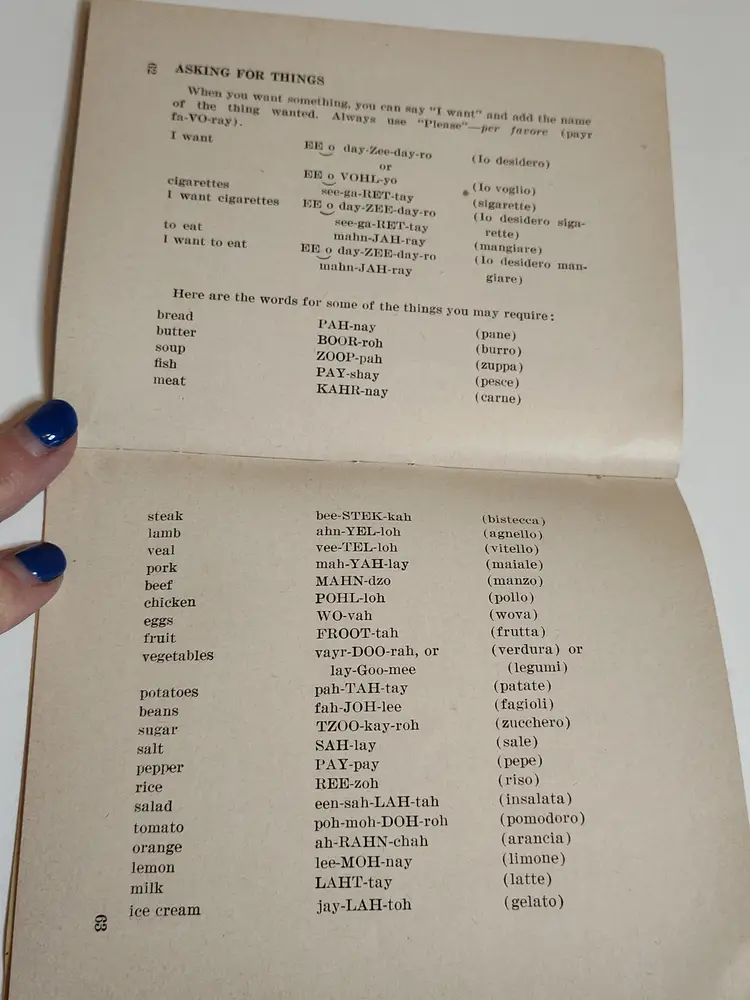 62
ASKING FOR THINGS
When you want something, you can say "I want" and add the name
of the thing wanted. Always use "Please"—per favore (payr
fa-VO-ray).
I want EE o day-Zee-day-ro (Io desidero)
or
EE o VOHL-yo (Io voglio)
cigarettes see-ga-RET-tay (sigarette)
I want cigarettes EE o day-ZEE-day-ro (Io desidero siga-
see-ga-RET-tay rette)
to eat mahn-JAH-ray (mangiare)
I want to eat EE o day-ZEE-day-ro (Io desidero man-
mahn-JAH-ray giare)
Here are the words for some of the things you may require:
bread PAH-nay (pane)
butter BOOR-roh (burro)
soup ZOOP-pah (zuppa)
fish PAY-shay (pesce)
meat KAHR-nay (carne)
steak bee-STEK-kah (bistecca)
lamb ahn-YEL-loh (agnello)
veal vee-TEL-loh (vitello)
pork mah-YAH-lay (maiale)
beef MAHN-dzo (manzo)
chicken POHL-loh (pollo)
eggs WO-vah (wova)
fruit FROOT-tah (frutta)
vegetables vayr-DOO-rah, or (verdura) or
lay-Goo-mee (legumi)
potatoes pah-TAH-tay (patate)
beans fah-JOH-lee (fagioli)
sugar TZOO-kay-roh (zucchero)
salt SAH-lay (sale)
pepper PAY-pay (pepe)
rice REE-zoh (riso)
salad een-sah-LAH-tah (insalata)
tomato poh-moh-DOH-roh (pomodoro)
orange ah-RAHN-chah (arancia)
lemon lee-MOH-nay (limone)
milk LAHT-tay (latte)
ice cream jay-LAH-toh (gelato)
63